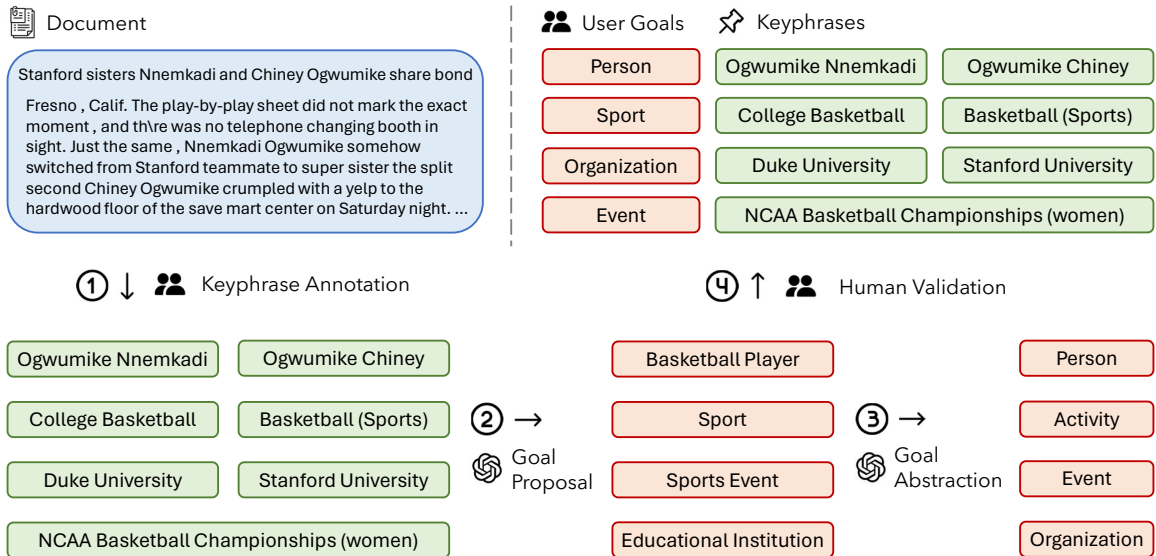 Document
Stanford sisters Nnemkadi and Chiney Ogwumike share bond
Fresno , Calif. The play-by-play sheet did not mark the exact
moment , and th\re was no telephone changing booth in
sight. Just the same , Nnemkadi Ogwumike somehow
switched from Stanford teammate to super sister the split
second Chiney Ogwumike crumpled with a yelp to the
hardwood floor of the save mart center on Saturday night. ...
User Goals Keyphrases
Person Ogwumike Nnemkadi Ogwumike Chiney
Sport College Basketball Basketball (Sports)
Organization Duke University Stanford University
Event NCAA Basketball Championships (women)
1 ↓ Keyphrase Annotation
4 ↑ Human Validation
Ogwumike Nnemkadi Ogwumike Chiney
College Basketball Basketball (Sports)
Duke University Stanford University
NCAA Basketball Championships (women)
2 →
Goal
Proposal
Basketball Player
Sport
Sports Event
Educational Institution
3 →
Goal
Abstraction
Person
Activity
Event
Organization